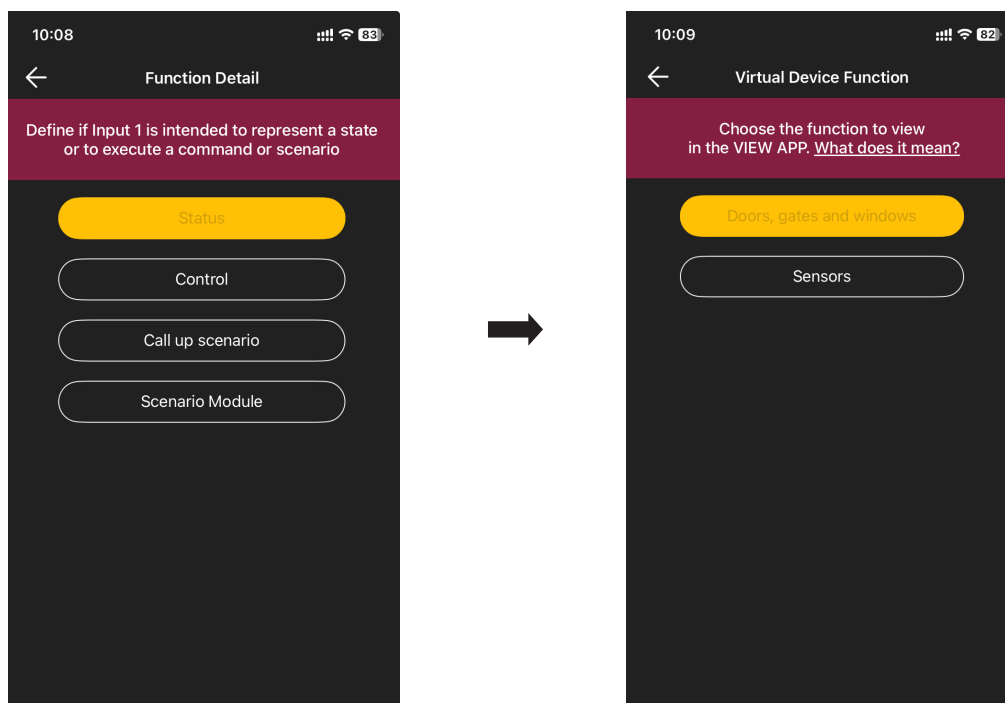 10:08
83
Function Detail
Define if Input 1 is intended to represent a state
or to execute a command or scenario
Status
Control
Call up scenario
Scenario Module
10:09
82
Virtual Device Function
Choose the function to view
in the VIEW APP. What does it mean?
Doors, gates and windows
Sensors